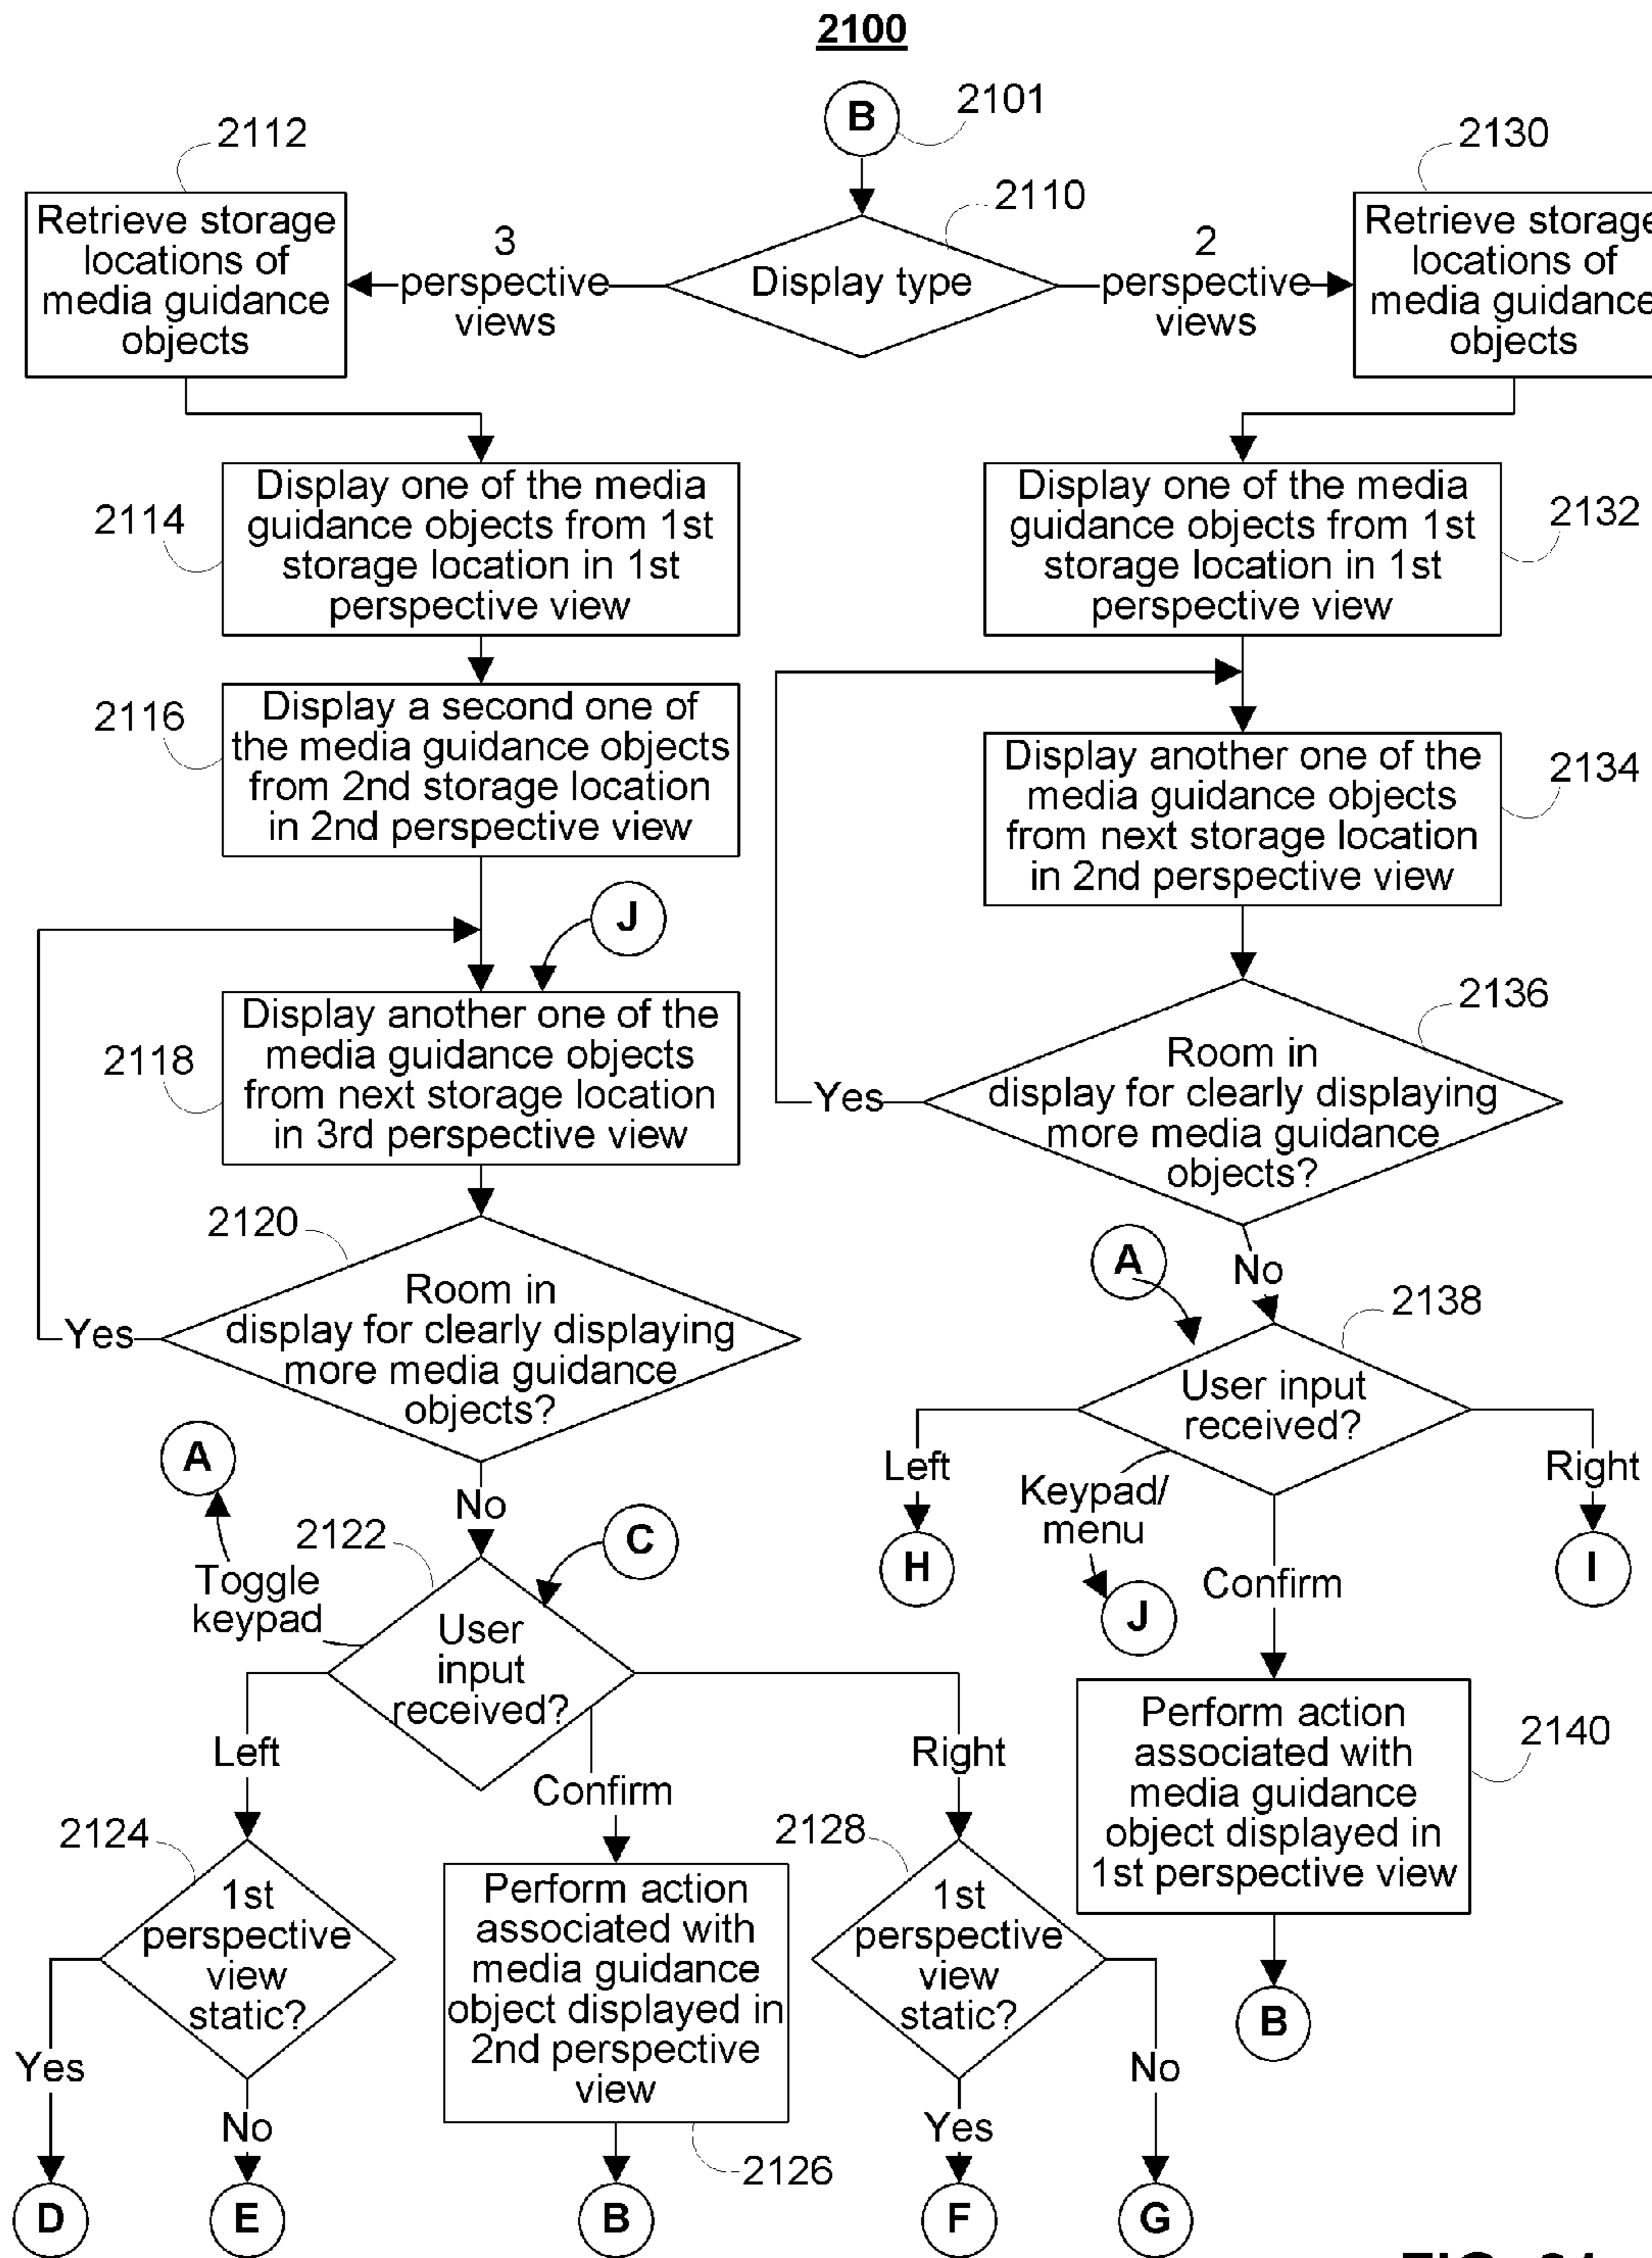 2100
B
2101
2110
Display type
3
perspective
views
2
perspective
views
2112
Retrieve storage
locations of
media guidance
objects
2130
Retrieve storage
locations of
media guidance
objects
2114
Display one of the media
guidance objects from 1st
storage location in 1st
perspective view
2132
Display one of the media
guidance objects from 1st
storage location in 1st
perspective view
2116
Display a second one of
the media guidance objects
from 2nd storage location
in 2nd perspective view
2134
Display another one of the
media guidance objects
from next storage location
in 2nd perspective view
J
2118
Display another one of the
media guidance objects
from next storage location
in 3rd perspective view
2136
Room in
display for clearly displaying
more media guidance
objects?
Yes
No
2120
Room in
display for clearly displaying
more media guidance
objects?
Yes
No
A
2138
User input
received?
Left
H
Keypad/
menu
J
Confirm
Right
I
A
Toggle
keypad
2122
C
User
input
received?
Left
Confirm
Right
2140
Perform action
associated with
media guidance
object displayed in
1st perspective view
B
2124
1st
perspective
view
static?
Yes
No
D
E
Perform action
associated with
media guidance
object displayed in
2nd perspective
view
2126
B
2128
1st
perspective
view
static?
Yes
No
F
G